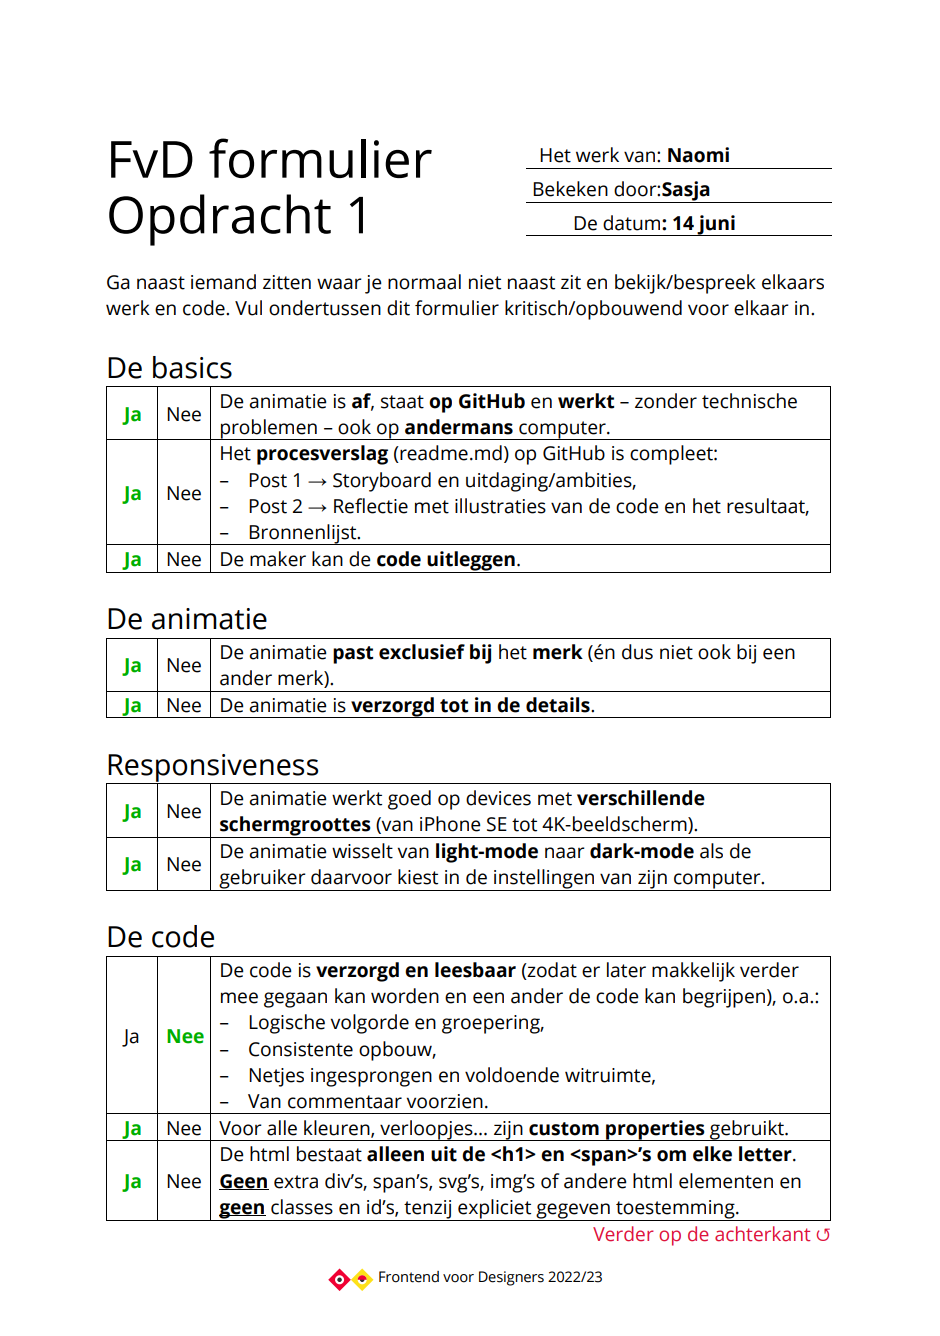 FvD formulier
Opdracht 1
Het werk van: Naomi
Bekeken door:Sasja
De datum: 14 juni
Ga naast iemand zitten waar je normaal niet naast zit en bekijk/bespreek elkaars
werk en code. Vul ondertussen dit formulier kritisch/opbouwend voor elkaar in.
De basics
Ja Nee De animatie is af, staat op GitHub en werkt – zonder technische
problemen – ook op andermans computer.
Ja Nee Het procesverslag (readme.md) op GitHub is compleet:
– Post 1 → Storyboard en uitdaging/ambities,
– Post 2 → Reflectie met illustraties van de code en het resultaat,
– Bronnenlijst.
Ja Nee De maker kan de code uitleggen.
De animatie
Ja Nee De animatie past exclusief bij het merk (én dus niet ook bij een
ander merk).
Ja Nee De animatie is verzorgd tot in de details.
Responsiveness
Ja Nee De animatie werkt goed op devices met verschillende
schermgroottes (van iPhone SE tot 4K-beeldscherm).
Ja Nee De animatie wisselt van light-mode naar dark-mode als de
gebruiker daarvoor kiest in de instellingen van zijn computer.
De code
Ja Nee De code is verzorgd en leesbaar (zodat er later makkelijk verder
mee gegaan kan worden en een ander de code kan begrijpen), o.a.:
– Logische volgorde en groepering,
– Consistente opbouw,
– Netjes ingesprongen en voldoende witruimte,
– Van commentaar voorzien.
Ja Nee Voor alle kleuren, verloopjes... zijn custom properties gebruikt.
Ja Nee De html bestaat alleen uit de <h1> en <span>’s om elke letter.
Geen extra div’s, span’s, svg’s, img’s of andere html elementen en
geen classes en id’s, tenzij expliciet gegeven toestemming.
Verder op de achterkant ↺
Frontend voor Designers 2022/23